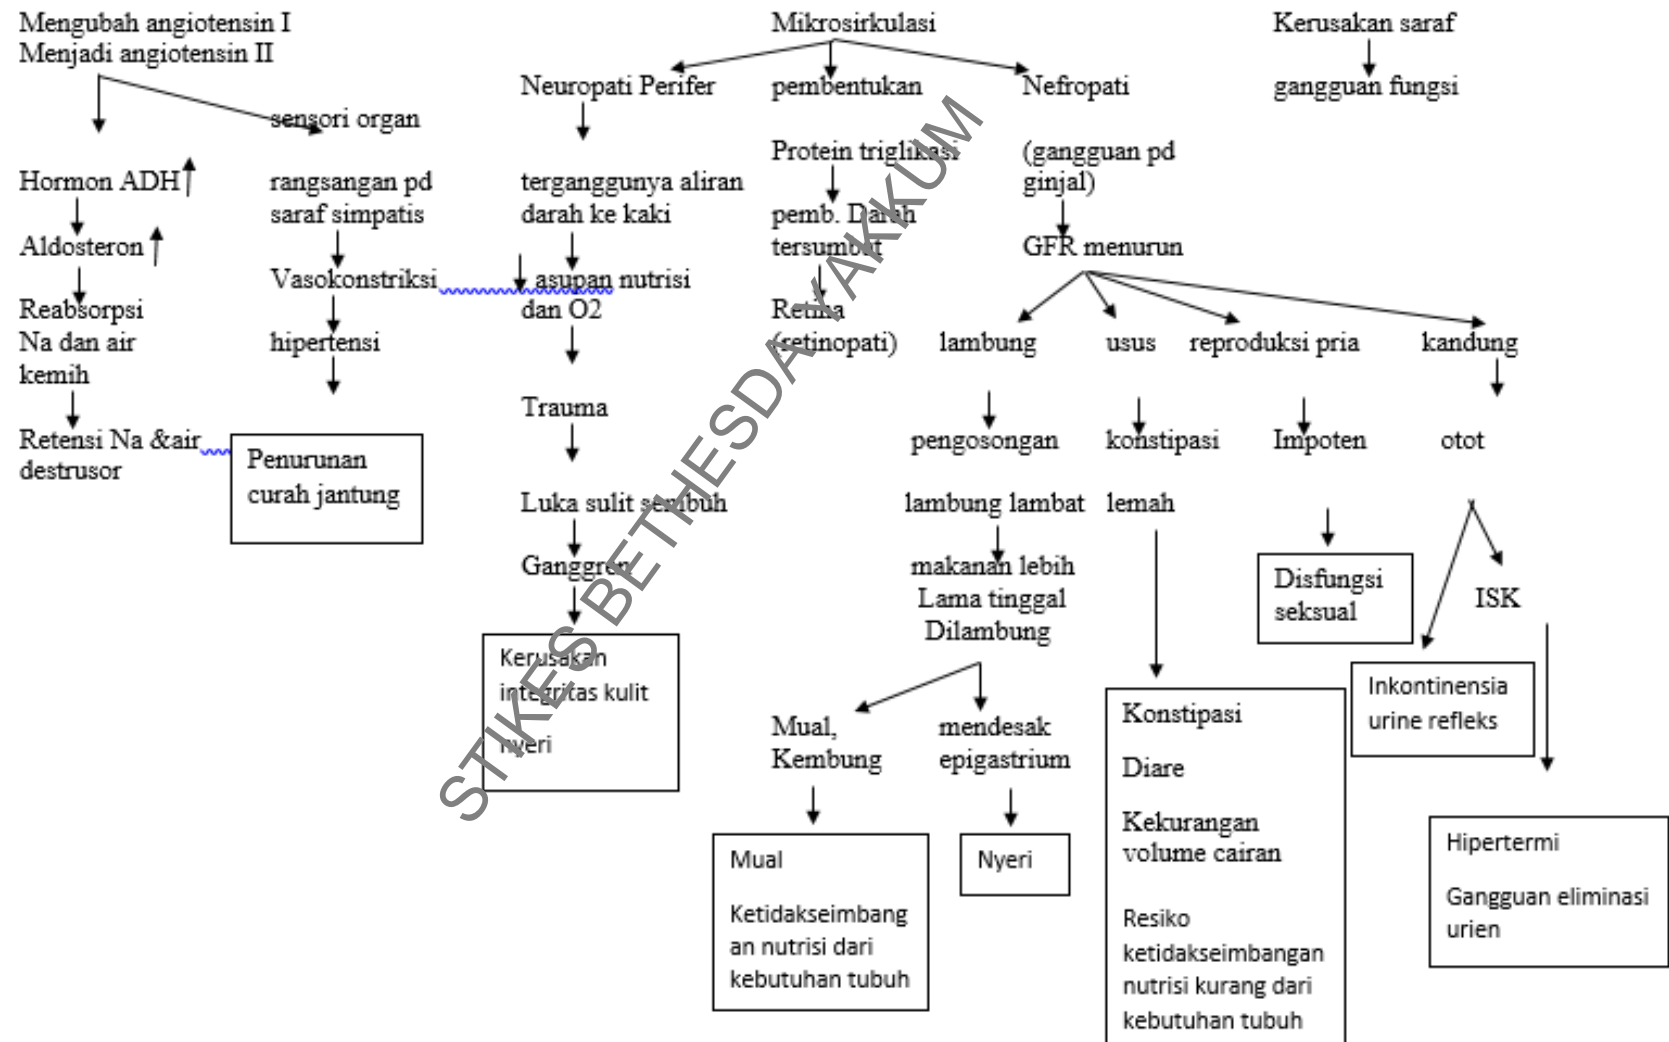 Mengubah angiotensin I
Menjadi angiotensin II
Mikrosirkulasi
Kerusakan saraf
Neuropati Perifer
pembentukan
Nefropati
gangguan fungsi
sensori organ
Protein triglikasi
(gangguan pd
ginjal)
Hormon ADH
rangsangan pd
saraf simpatis
terganggunya aliran
darah ke kaki
pemb. Darah
tersumbat
Aldosteron
GFR menurun
Vasokonstriksi
asupan nutrisi
dan O2
Reabsorpsi
Na dan air
kemih
Retina
(retinopati)
hipertensi
lambung
usus
reproduksi pria
kandung
Trauma
Retensi Na &air
destrusor
Penurunan
curah jantung
pengosongan
konstipasi
Impoten
otot
Luka sulit sembuh
lambung lambat
lemah
Ganggren
makanan lebih
Lama tinggal
Dilambung
Disfungsi
seksual
ISK
Kerusakan
integritas kulit
nyeri
Inkontinensia
urine refleks
Mual,
Kembung
mendesak
epigastrium
Konstipasi
Diare
Kekurangan
volume cairan
Resiko
ketidakseimbangan
nutrisi kurang dari
kebutuhan tubuh
Mual
Ketidakseimbang
an nutrisi dari
kebutuhan tubuh
Nyeri
Hipertermi
Gangguan eliminasi
urien
STIKES BETHESDA YAKKUM